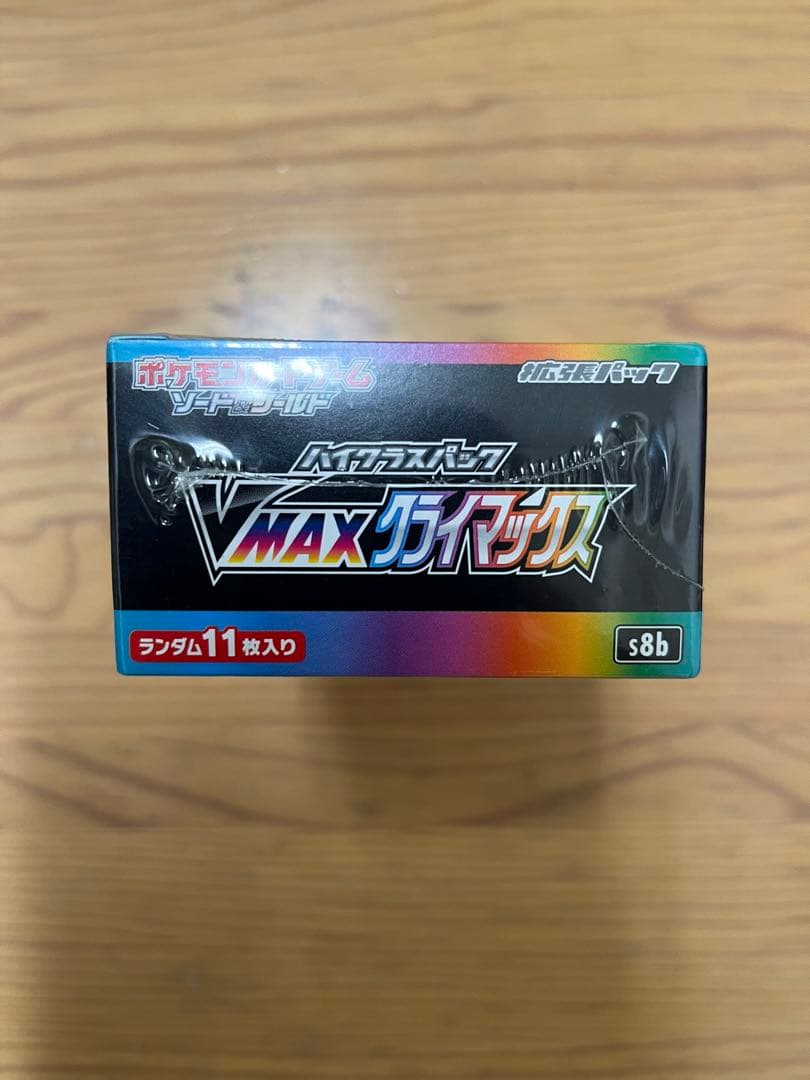 ポケモンカードゲーム
ソード&シールド
拡張パック
ハイクラスパック
VMAXクライマックス
ランダム11枚入り
s8b